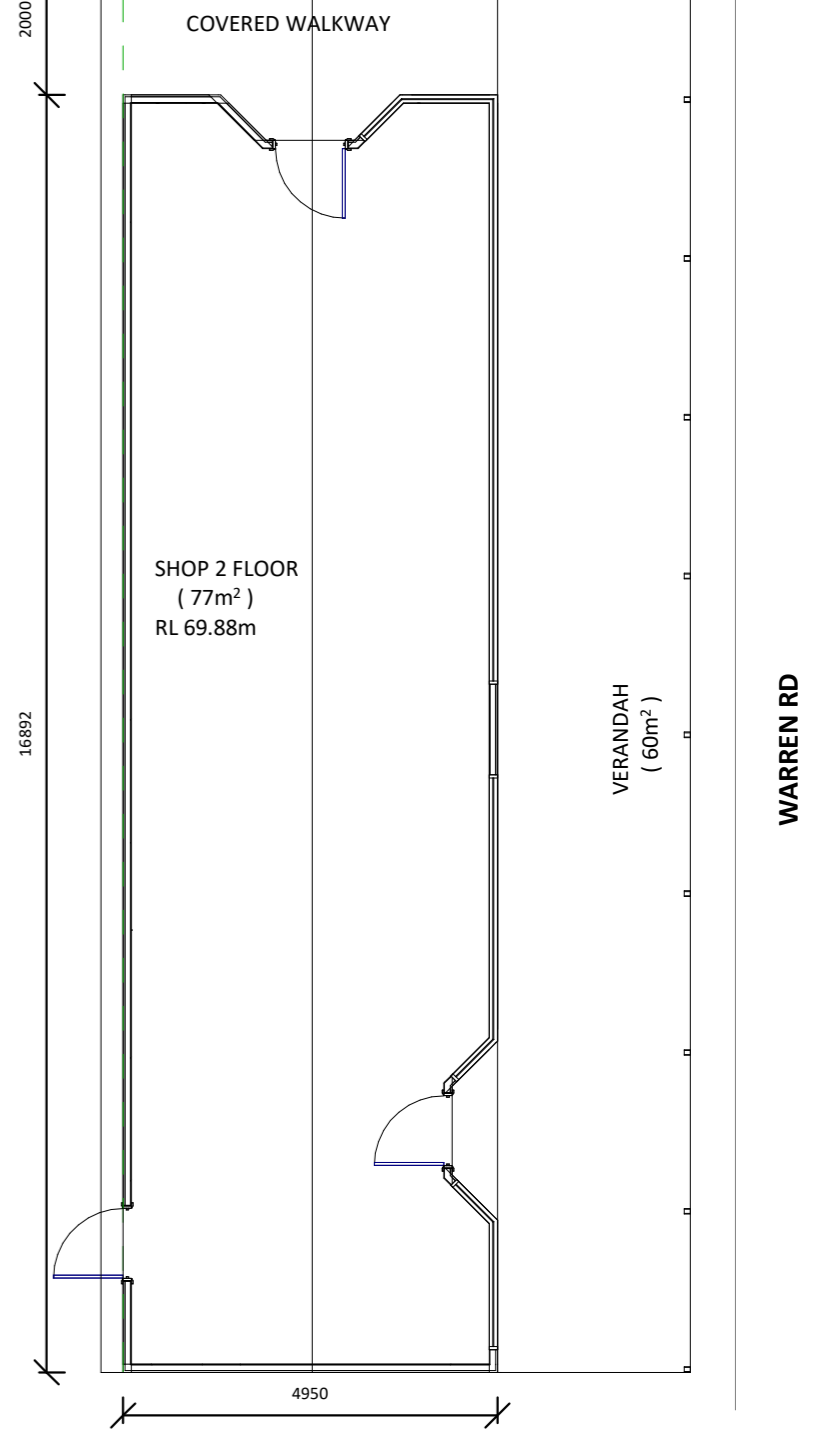 2000
COVERED WALKWAY
SHOP 2 FLOOR
( 77m² )
RL 69.88m
16892
VERANDAH
( 60m² )
WARREN RD
4950